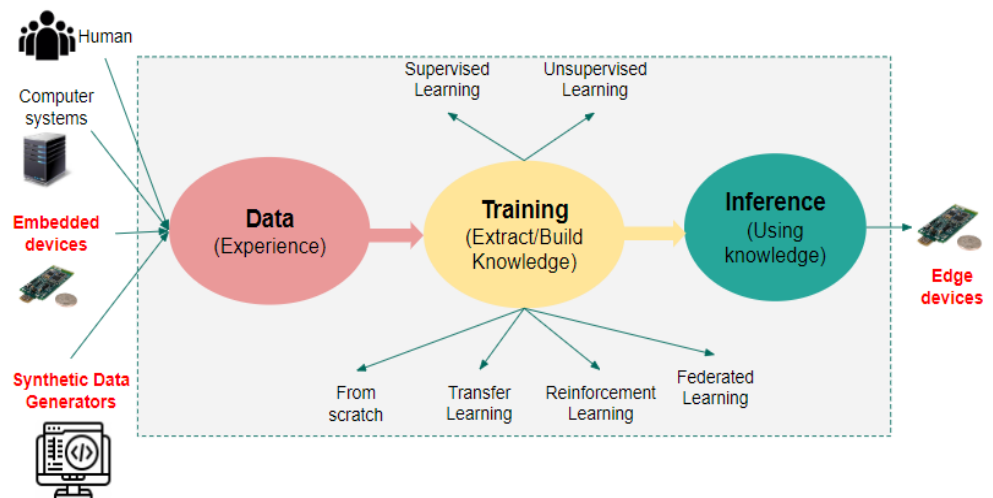 Human
Computer
systems
Embedded
devices
Synthetic Data
Generators
Supervised
Learning
Unsupervised
Learning
Data
(Experience)
Training
(Extract/Build
Knowledge)
Inference
(Using
knowledge)
From
scratch
Transfer
Learning
Reinforcement
Learning
Federated
Learning
Edge
devices